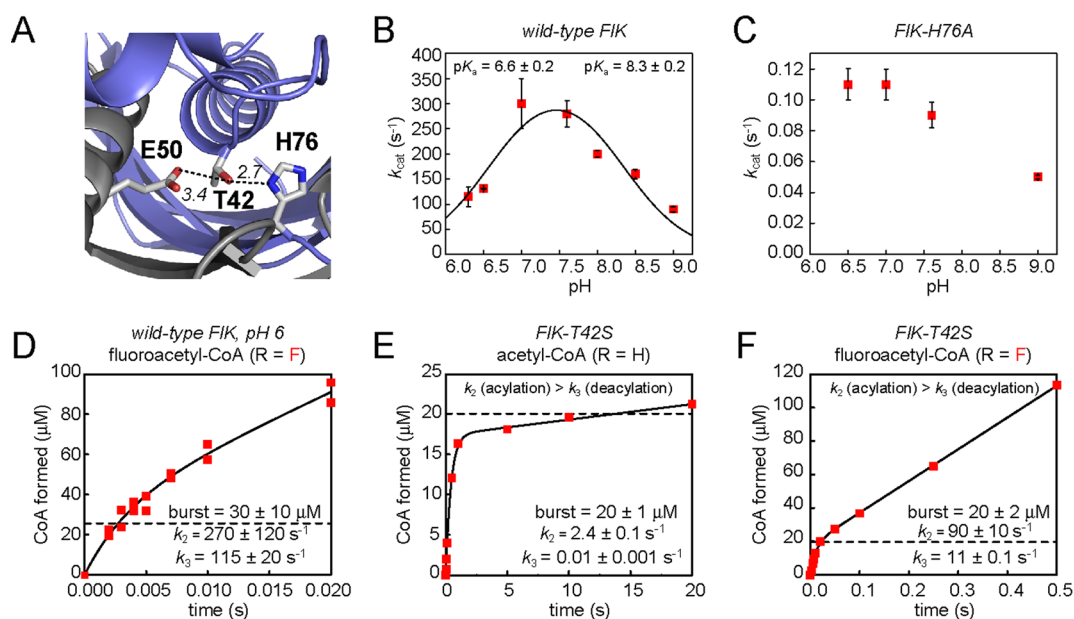 A
E50
H76
T42
2.7
3.4
B
wild-type FlK
pKa = 6.6 ± 0.2
pKa = 8.3 ± 0.2
400
350
300
250
200
150
100
50
0
kcat (s⁻¹)
6.0 6.5 7.0 7.5 8.0 8.5 9.0
pH
C
FlK-H76A
0.12
0.10
0.08
0.06
0.04
0.02
0.00
kcat (s⁻¹)
6.0 6.5 7.0 7.5 8.0 8.5 9.0
pH
D
wild-type FlK, pH 6
fluoroacetyl-CoA (R = F)
100
80
60
40
20
0
CoA formed (µM)
burst = 30 ± 10 µM
k2 = 270 ± 120 s⁻¹
k3 = 115 ± 20 s⁻¹
0.000 0.005 0.010 0.015 0.020
time (s)
E
FlK-T42S
acetyl-CoA (R = H)
k2 (acylation) > k3 (deacylation)
25
20
15
10
5
0
CoA formed (µM)
burst = 20 ± 1 µM
k2 = 2.4 ± 0.1 s⁻¹
k3 = 0.01 ± 0.001 s⁻¹
0 5 10 15 20
time (s)
F
FlK-T42S
fluoroacetyl-CoA (R = F)
k2 (acylation) > k3 (deacylation)
120
100
80
60
40
20
0
CoA formed (µM)
burst = 20 ± 2 µM
k2 = 90 ± 10 s⁻¹
k3 = 11 ± 0.1 s⁻¹
0.0 0.1 0.2 0.3 0.4 0.5
time (s)